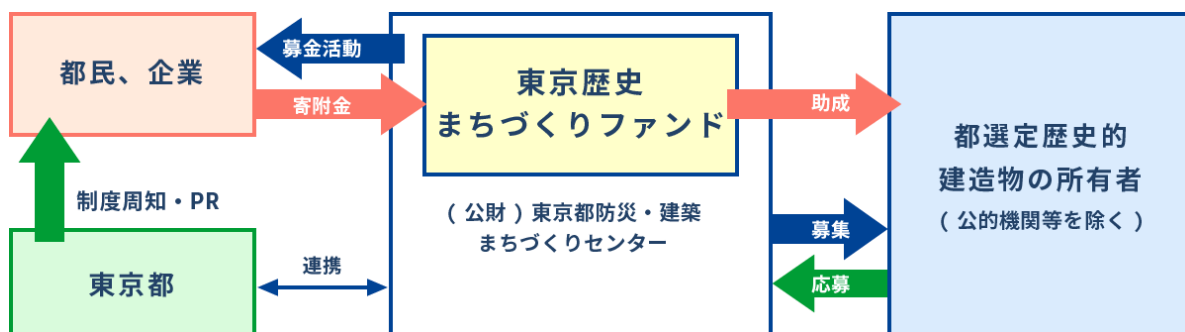 都民、企業
募金活動
寄附金
東京歴史
まちづくりファンド
助成
都選定歴史的
建造物の所有者
( 公的機関等を除く )
制度周知・PR
( 公財 ) 東京都防災・建築
まちづくりセンター
募集
応募
連携
東京都